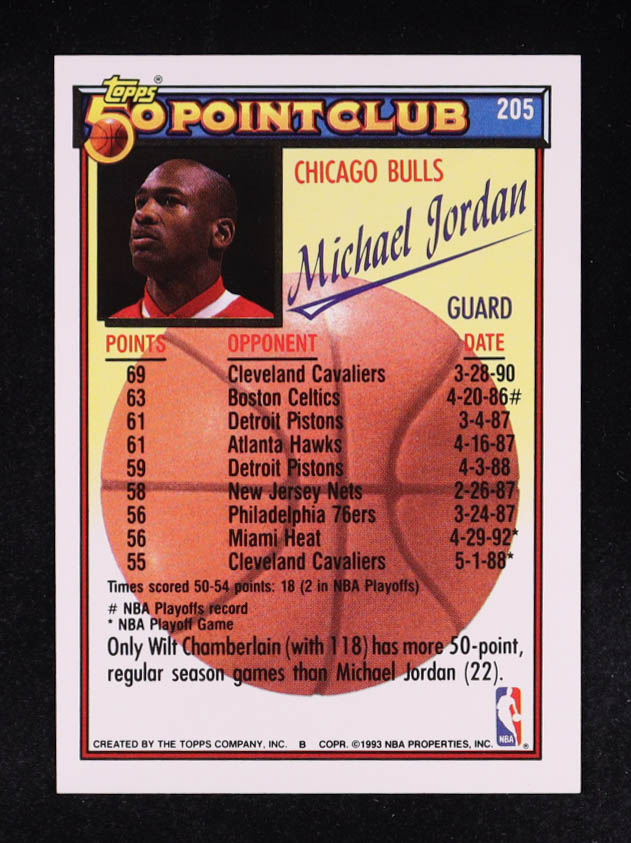 TOPPS®
50 POINT CLUB 205
CHICAGO BULLS
Michael Jordan
GUARD
POINTS OPPONENT DATE
69 Cleveland Cavaliers 3-28-90
63 Boston Celtics 4-20-86#
61 Detroit Pistons 3-4-87
61 Atlanta Hawks 4-16-87
59 Detroit Pistons 4-3-88
58 New Jersey Nets 2-26-87
56 Philadelphia 76ers 3-24-87
56 Miami Heat 4-29-92*
55 Cleveland Cavaliers 5-1-88*
Times scored 50-54 points: 18 (2 in NBA Playoffs)
# NBA Playoffs record
* NBA Playoff Game
Only Wilt Chamberlain (with 118) has more 50-point,
regular season games than Michael Jordan (22).
NBA ®
CREATED BY THE TOPPS COMPANY, INC. B COPR. ©1993 NBA PROPERTIES, INC.